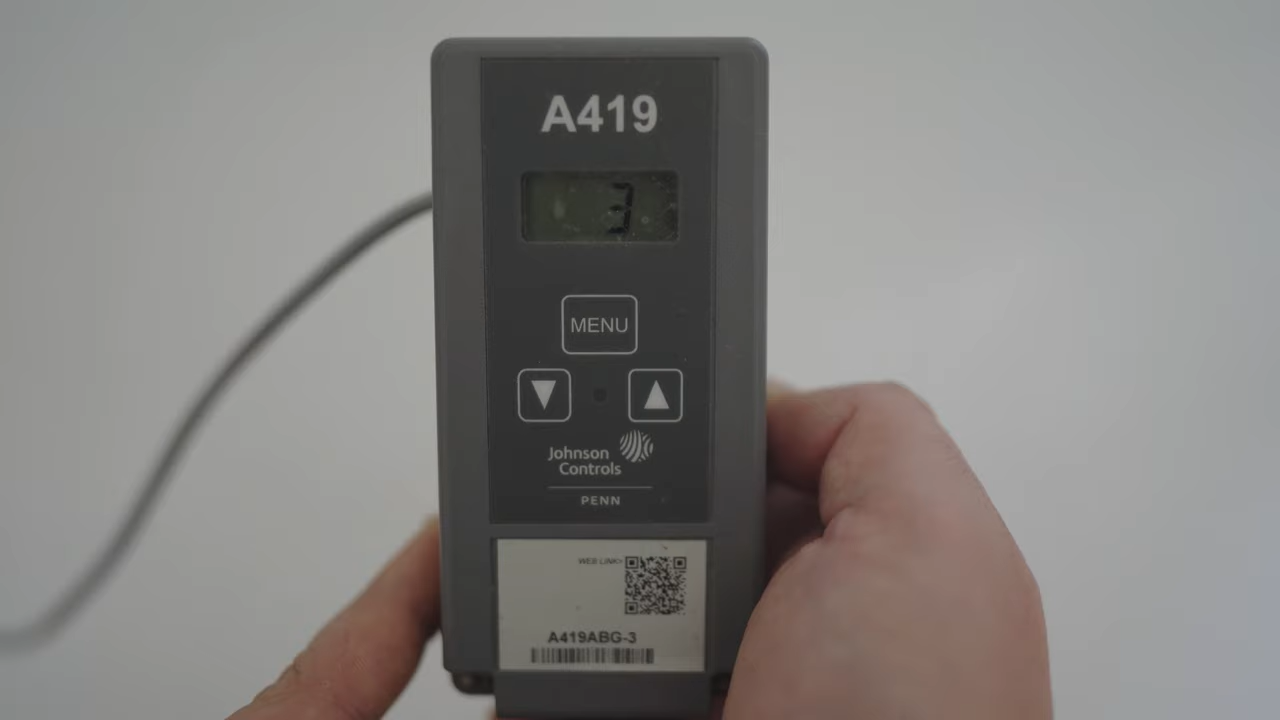 A419
3
MENU
Johnson
Controls
PENN
WEB LINK>
A419ABG-3